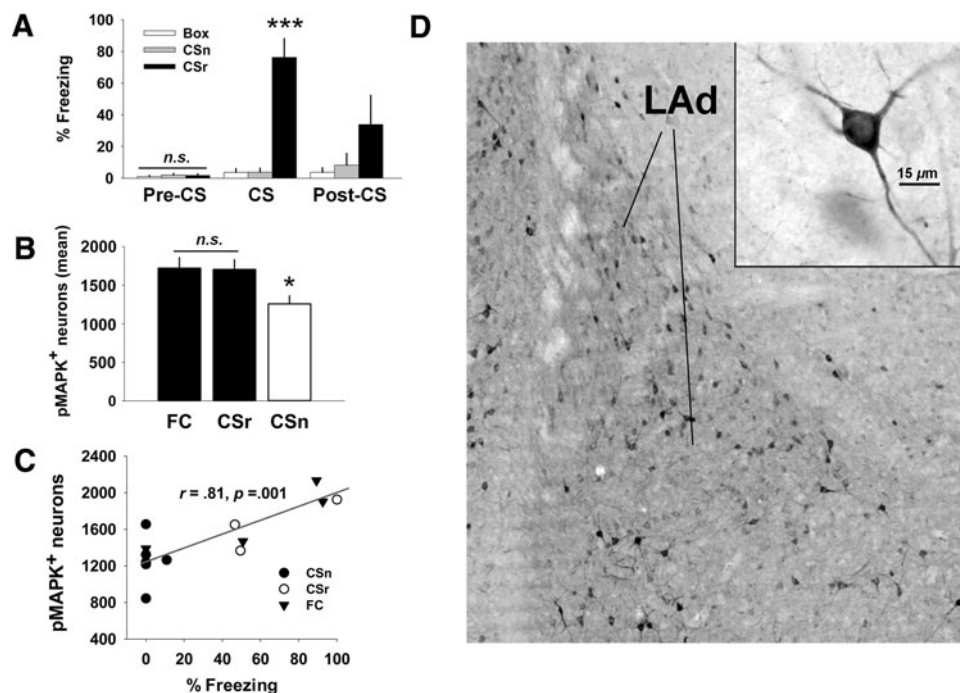 A
100
80
60
40
20
0
% Freezing
Box
CSn
CSr
***
n.s.
Pre-CS
CS
Post-CS
B
2000
1500
1000
500
0
pMAPK+ neurons (mean)
n.s.
*
FC
CSr
CSn
C
2400
2000
1600
1200
800
400
pMAPK+ neurons
r = .81, p =.001
CSn
CSr
FC
0 20 40 60 80 100
% Freezing
D
LAd
15 µm